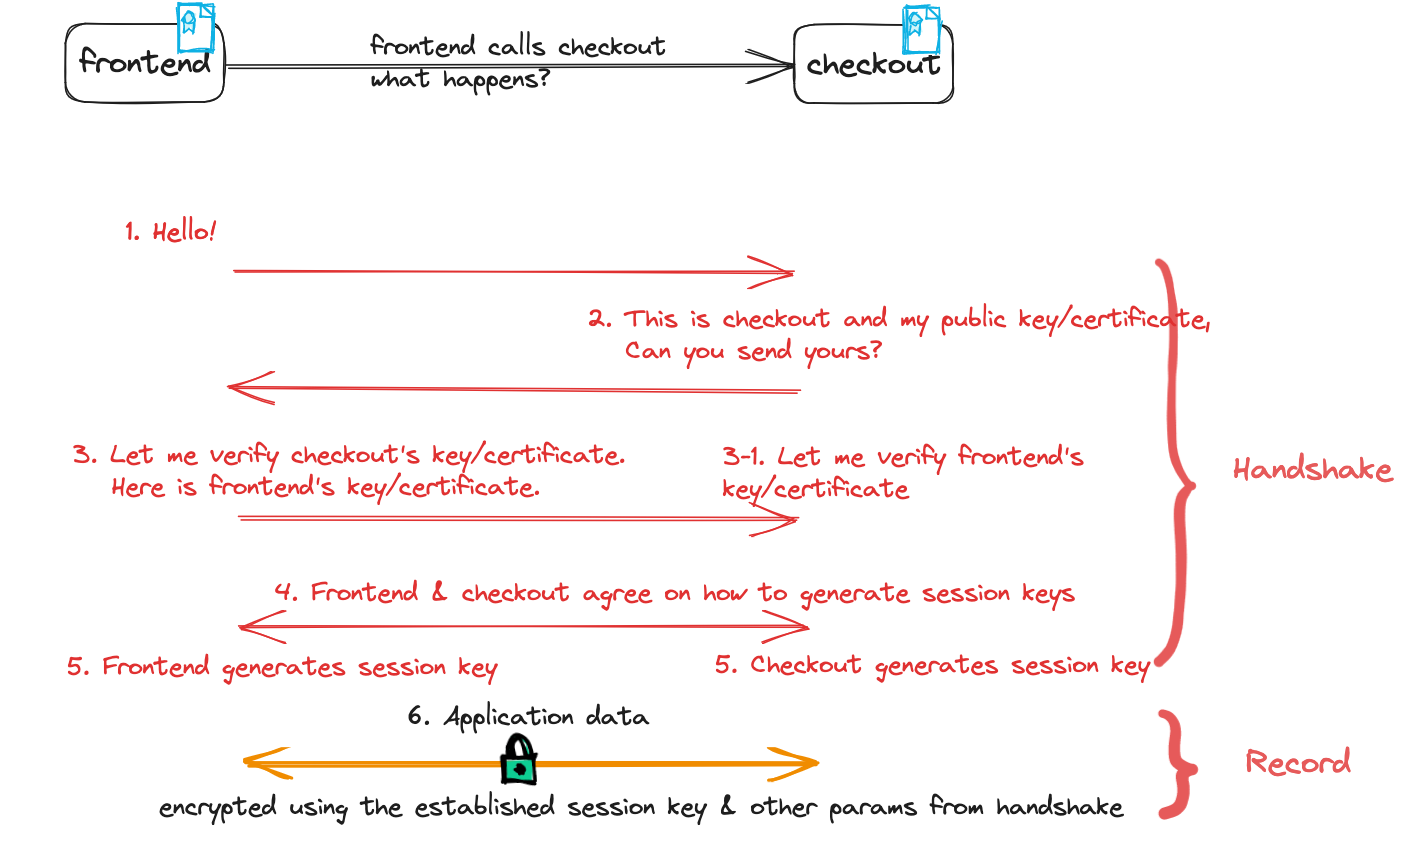 frontend
frontend calls checkout
what happens?
checkout
1. Hello!
2. This is checkout and my public key/certificate,
Can you send yours?
3. Let me verify checkout's key/certificate.
Here is frontend's key/certificate.
3-1. Let me verify frontend's
key/certificate
Handshake
4. Frontend & checkout agree on how to generate session keys
5. Frontend generates session key
5. Checkout generates session key
6. Application data
Record
encrypted using the established session key & other params from handshake